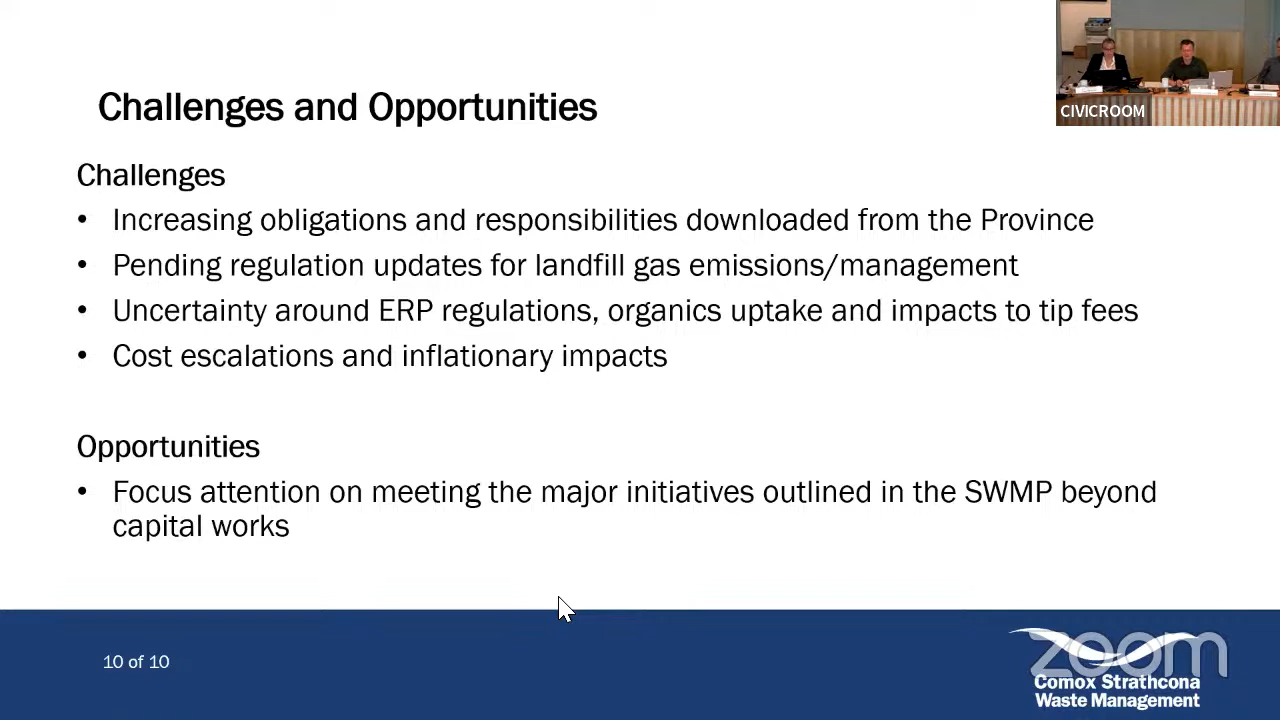 CIVICROOM
Challenges and Opportunities
Challenges
• Increasing obligations and responsibilities downloaded from the Province
• Pending regulation updates for landfill gas emissions/management
• Uncertainty around ERP regulations, organics uptake and impacts to tip fees
• Cost escalations and inflationary impacts
Opportunities
• Focus attention on meeting the major initiatives outlined in the SWMP beyond
capital works
10 of 10
zoom
Comox Strathcona
Waste Management